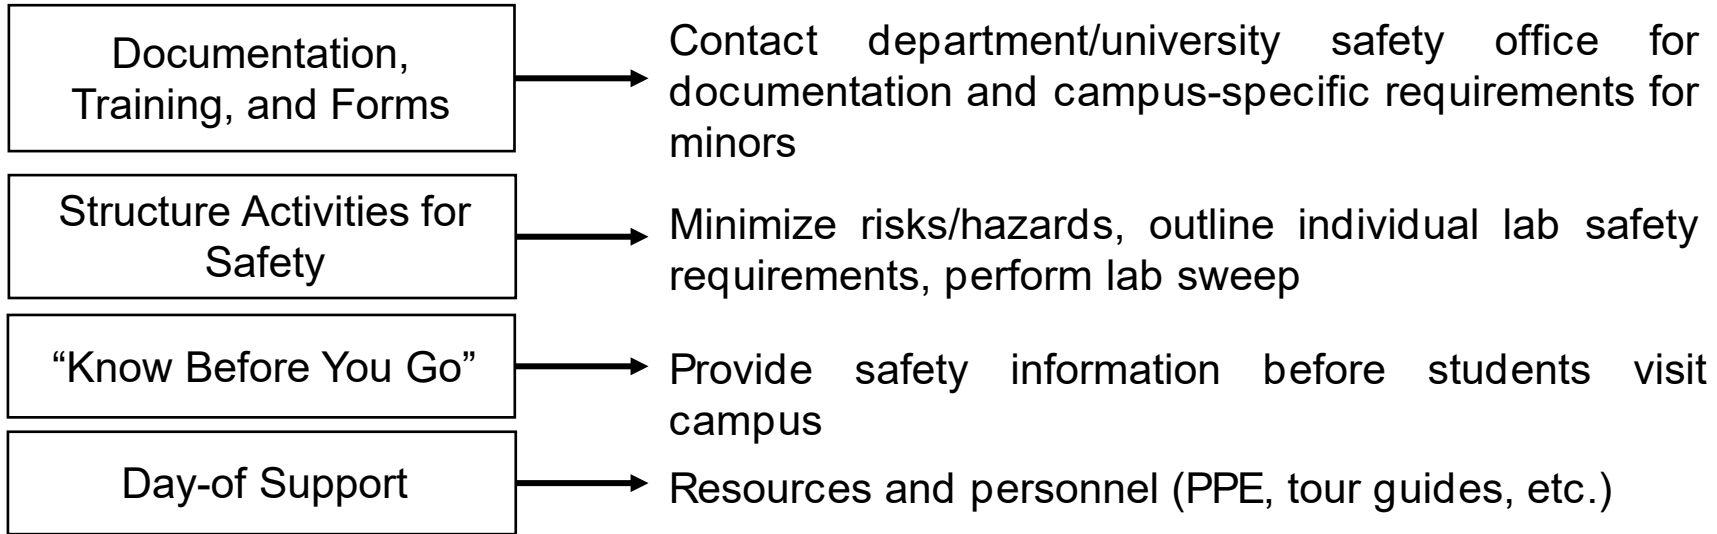 Documentation,
Training, and Forms
Contact department/university safety office for
documentation and campus-specific requirements for
minors
Structure Activities for
Safety
Minimize risks/hazards, outline individual lab safety
requirements, perform lab sweep
“Know Before You Go”
Provide safety information before students visit
campus
Day-of Support
Resources and personnel (PPE, tour guides, etc.)